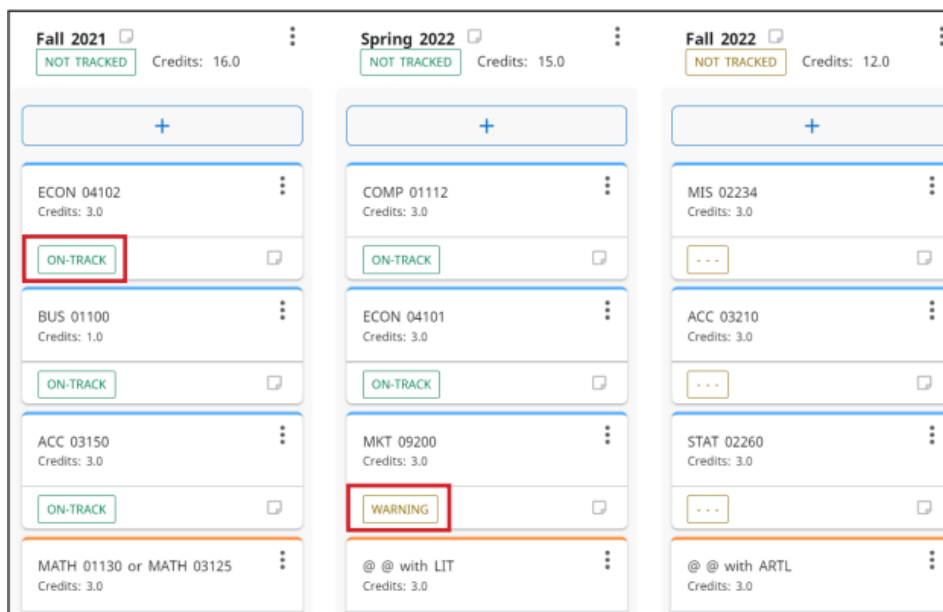 Fall 2021
NOT TRACKED Credits: 16.0
+
ECON 04102
Credits: 3.0
ON-TRACK
BUS 01100
Credits: 1.0
ON-TRACK
ACC 03150
Credits: 3.0
ON-TRACK
MATH 01130 or MATH 03125
Credits: 3.0
Spring 2022
NOT TRACKED Credits: 15.0
+
COMP 01112
Credits: 3.0
ON-TRACK
ECON 04101
Credits: 3.0
ON-TRACK
MKT 09200
Credits: 3.0
WARNING
@ @ with LIT
Credits: 3.0
Fall 2022
NOT TRACKED Credits: 12.0
+
MIS 02234
Credits: 3.0
- - -
ACC 03210
Credits: 3.0
- - -
STAT 02260
Credits: 3.0
- - -
@ @ with ARTL
Credits: 3.0